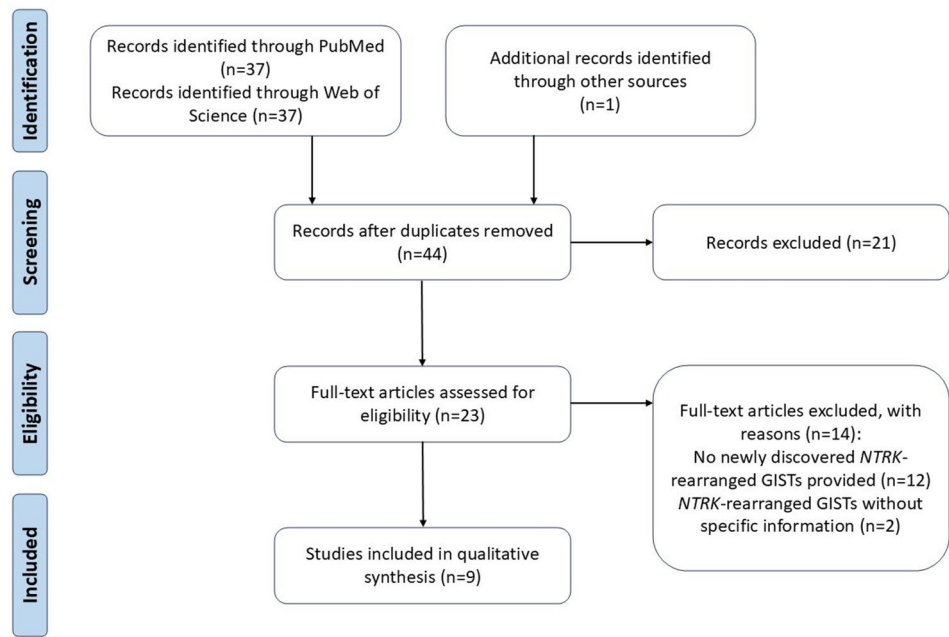 Identification
Records identified through PubMed
(n=37)
Records identified through Web of
Science (n=37)
Additional records identified
through other sources
(n=1)
Screening
Records after duplicates removed
(n=44)
Records excluded (n=21)
Eligibility
Full-text articles assessed for
eligibility (n=23)
Full-text articles excluded, with
reasons (n=14):
No newly discovered NTRK-
rearranged GISTs provided (n=12)
NTRK-rearranged GISTs without
specific information (n=2)
Included
Studies included in qualitative
synthesis (n=9)